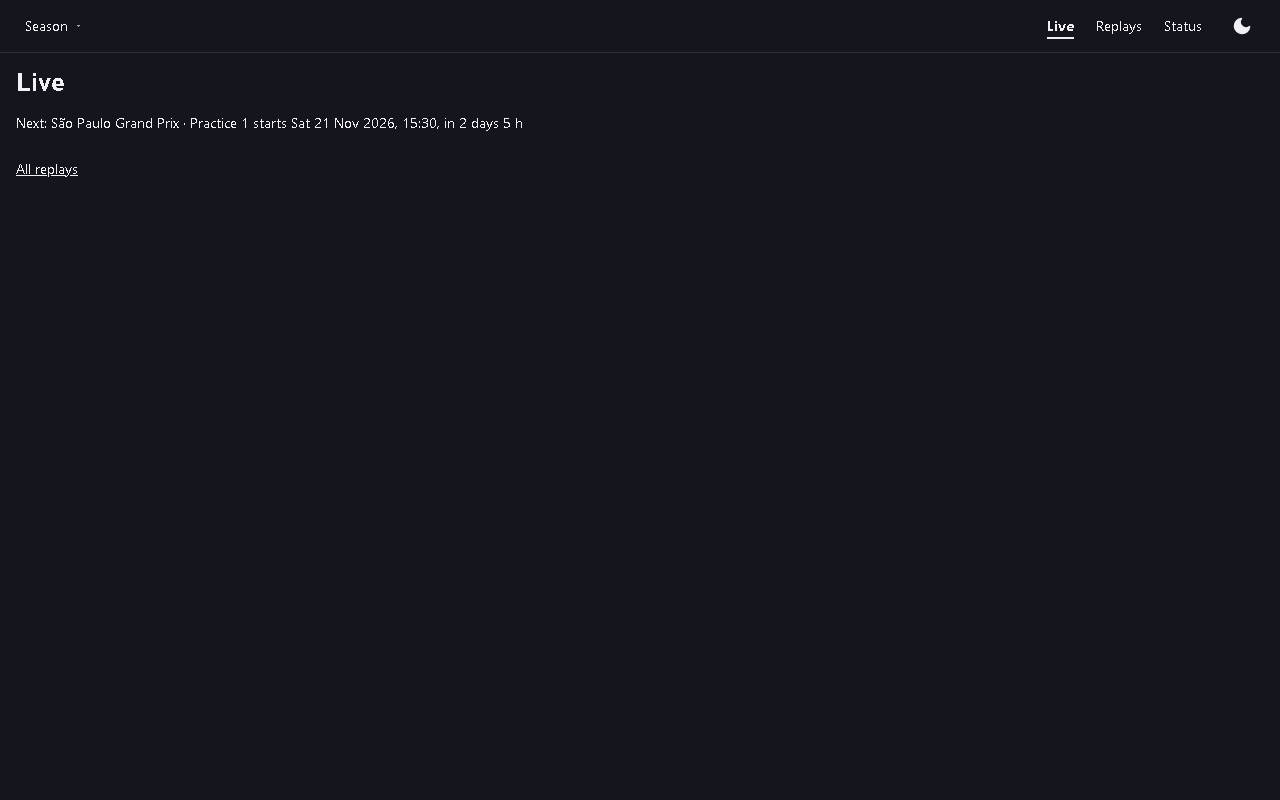 Season
Live Replays Status
Live
Next: São Paulo Grand Prix · Practice 1 starts Sat 21 Nov 2026, 15:30, in 2 days 5 h
All replays